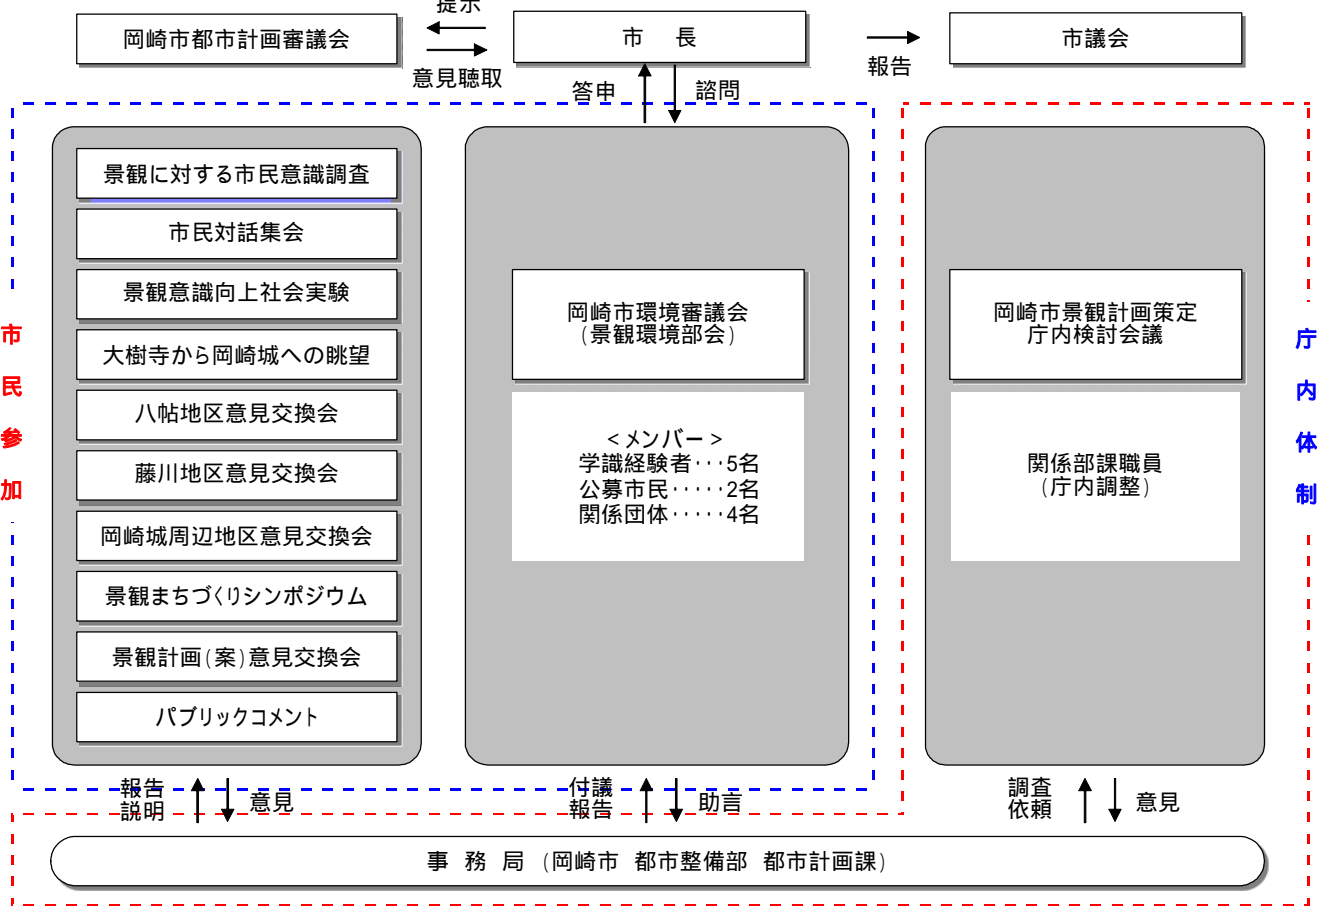 提示
岡崎市都市計画審議会
市 長
市議会
意見聴取
報告
答申
諮問
景観に対する市民意識調査
市民対話集会
景観意識向上社会実験
大樹寺から岡崎城への眺望
八帖地区意見交換会
藤川地区意見交換会
岡崎城周辺地区意見交換会
景観まちづくりシンポジウム
景観計画(案)意見交換会
パブリックコメント
市民参加
岡崎市環境審議会
(景観環境部会)
<メンバー>
学識経験者･･･5名
公募市民･････2名
関係団体･････4名
岡崎市景観計画策定
庁内検討会議
関係部課職員
(庁内調整)
庁内体制
報告
説明
意見
付議
報告
助言
調査
依頼
意見
事 務 局 (岡崎市 都市整備部 都市計画課)